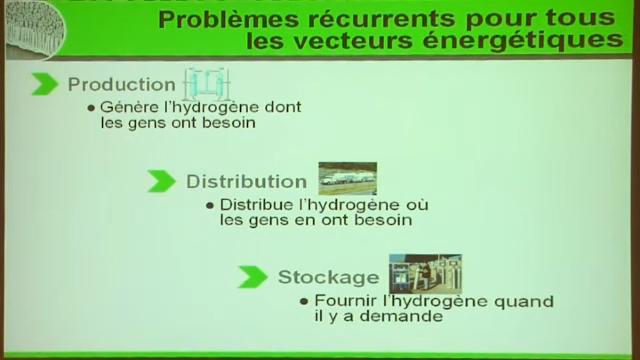 Problèmes récurrents pour tous
les vecteurs énergétiques
Production
• Génère l'hydrogène dont
les gens ont besoin
Distribution
• Distribue l'hydrogène où
les gens en ont besoin
Stockage
• Fournir l'hydrogène quand
il y a demande